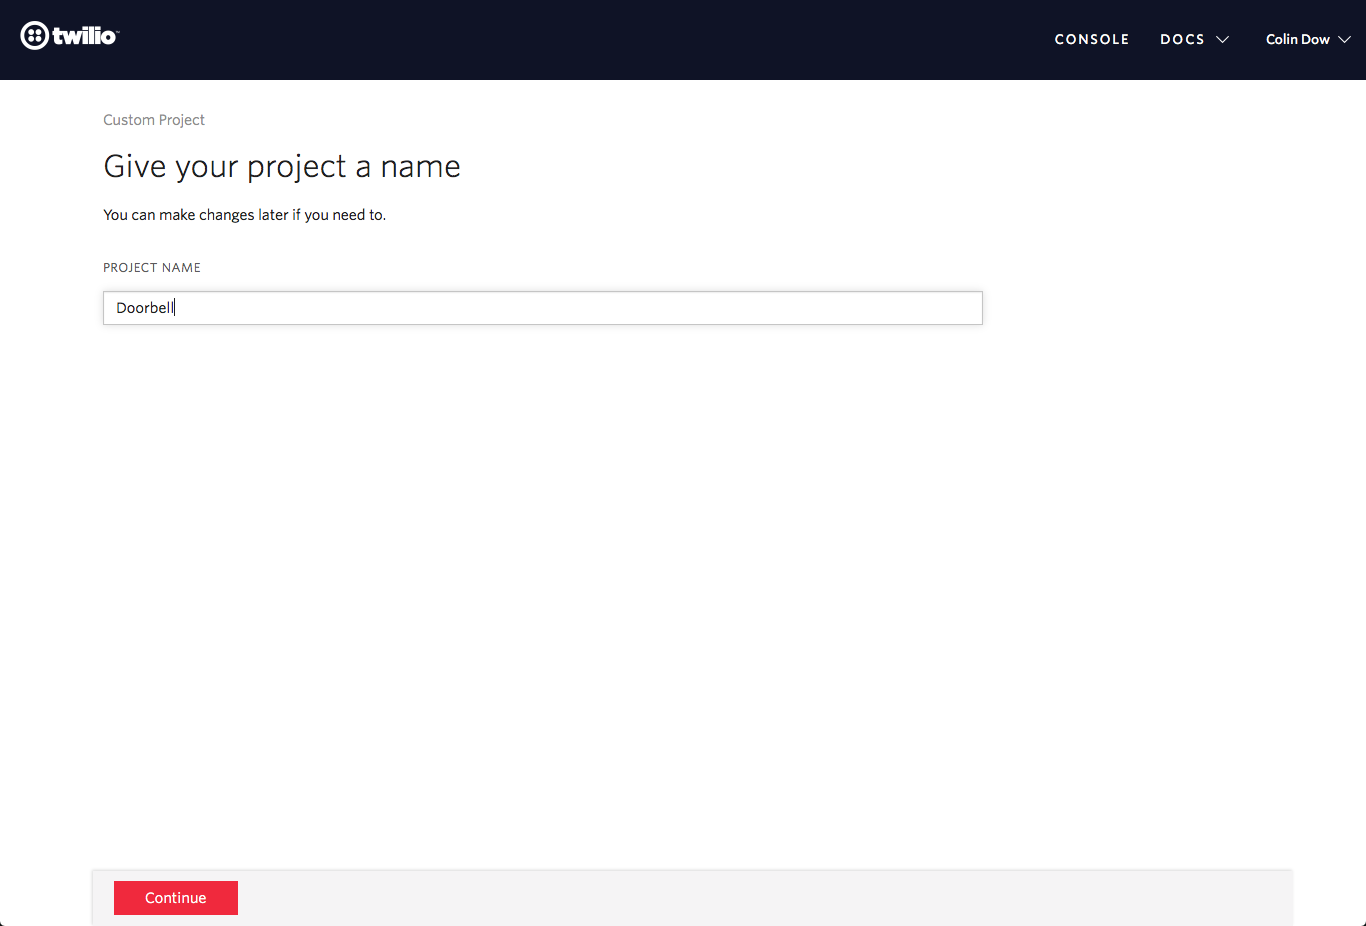 twilio
CONSOLE DOCS Colin Dow
Custom Project
Give your project a name
You can make changes later if you need to.
PROJECT NAME
Doorbell
Continue